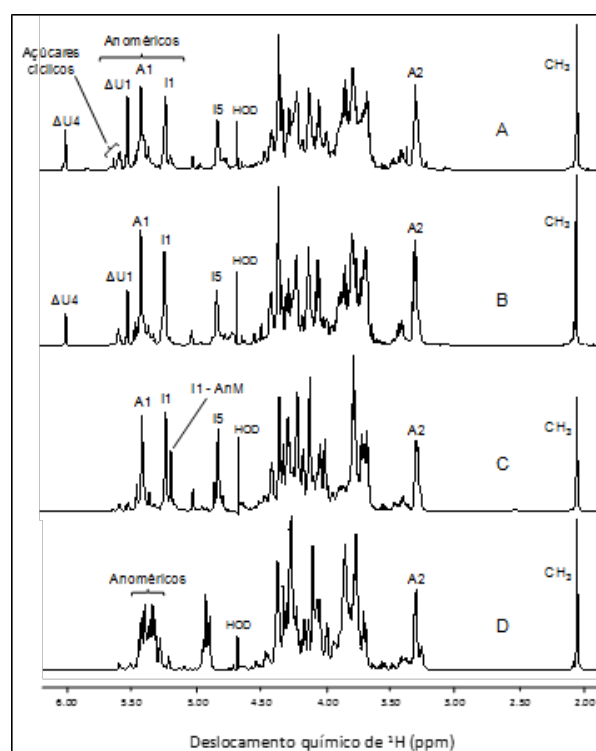 Anoméricos
Açúcares
cíclicos
A1
I1
ΔU1
ΔU4
I5
HOD
A2
CH₃
A
A1
I1
ΔU1
ΔU4
I5
HOD
A2
CH₃
B
A1
I1
I1 - AnM
I5
HOD
A2
CH₃
C
Anoméricos
HOD
A2
CH₃
D
6.00 5.50 5.00 4.50 4.00 3.50 3.00 2.50 2.00
Deslocamento químico de ¹H (ppm)